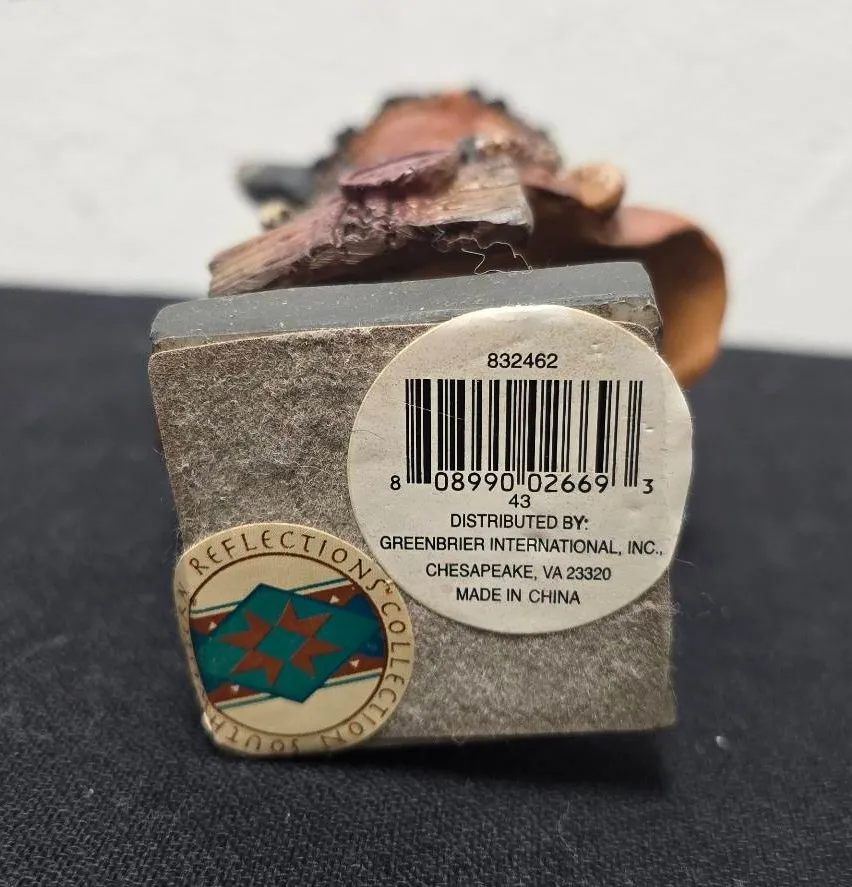 832462
8 08990 02669 3
43
DISTRIBUTED BY:
GREENBRIER INTERNATIONAL, INC.,
CHESAPEAKE, VA 23320
MADE IN CHINA
REFLECTIONS COLLECTION